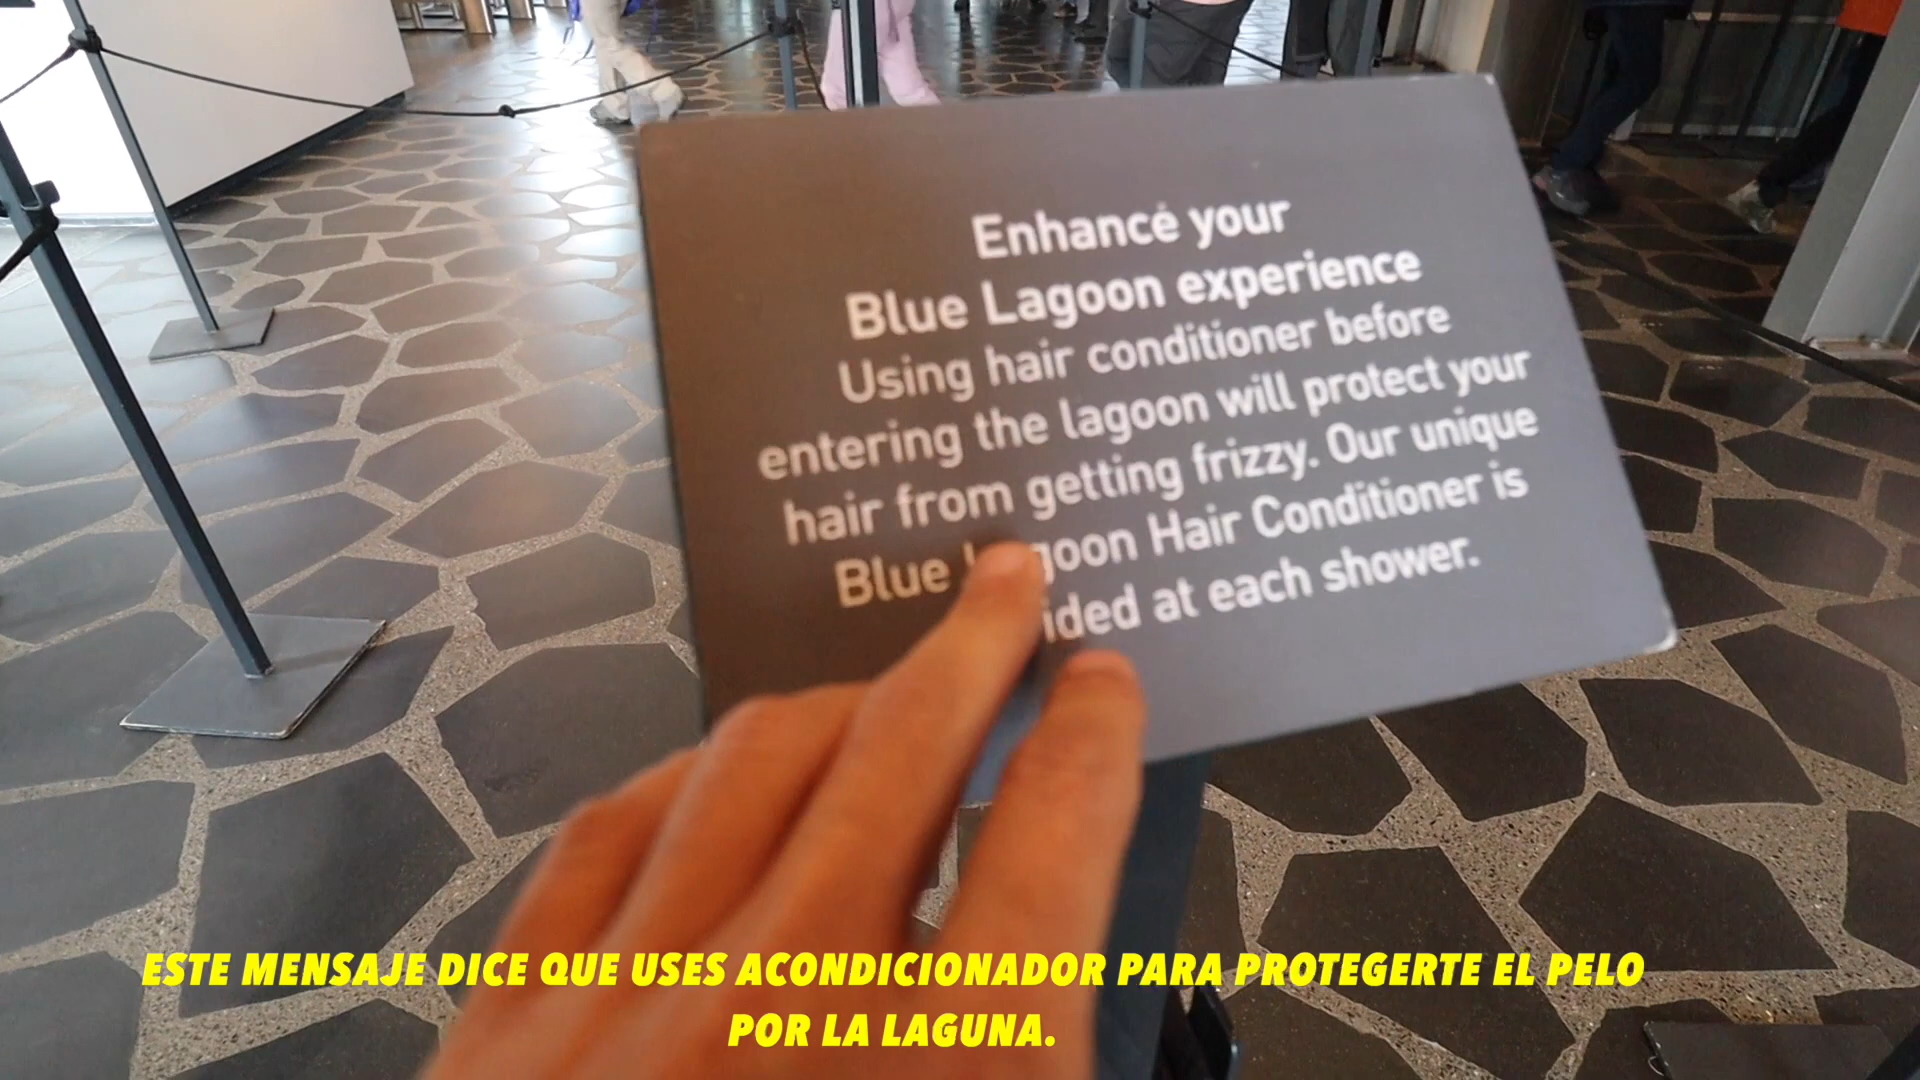 Enhance your
Blue Lagoon experience
Using hair conditioner before
entering the lagoon will protect your
hair from getting frizzy. Our unique
Blue Lagoon Hair Conditioner is
at each shower.
ESTE MENSAJE DICE QUE USES ACONDICIONADOR PARA PROTEGERTE EL PELO
POR LA LAGUNA.